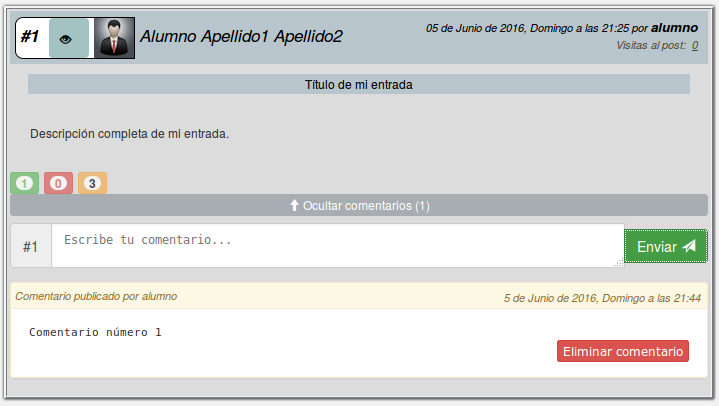 #1 Alumno Apellido1 Apellido2
05 de Junio de 2016, Domingo a las 21:25 por alumno
Visitas al post: 0
Título de mi entrada
Descripción completa de mi entrada.
1 0 3
Ocultar comentarios (1)
#1 Escribe tu comentario... Enviar
Comentario publicado por alumno 5 de Junio de 2016, Domingo a las 21:44
Comentario número 1
Eliminar comentario